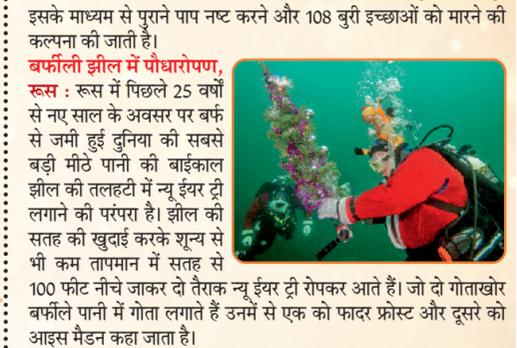 इसके माध्यम से पुराने पाप नष्ट करने और 108 बुरी इच्छाओं को मारने की
कल्पना की जाती है।
बर्फीली झील में पौधारोपण,
रूस : रूस में पिछले 25 वर्षों
से नए साल के अवसर पर बर्फ
से जमी हुई दुनिया की सबसे
बड़ी मीठे पानी की बाईकाल
झील की तलहटी में न्यू ईयर ट्री
लगाने की परंपरा है। झील की
सतह की खुदाई करके शून्य से
भी कम तापमान में सतह से
100 फीट नीचे जाकर दो तैराक न्यू ईयर ट्री रोपकर आते हैं। जो दो गोताखोर
बर्फीले पानी में गोता लगाते हैं उनमें से एक को फादर फ्रोस्ट और दूसरे को
आइस मैडन कहा जाता है।